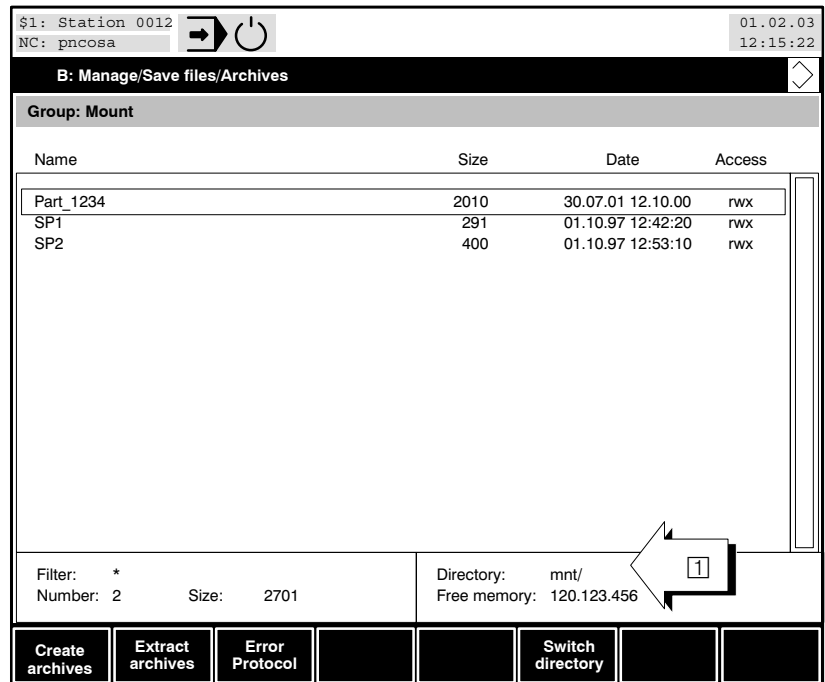 $1: Station 0012
NC: pncosa
01.02.03
12:15:22
B: Manage/Save files/Archives
Group: Mount
Name Size Date Access
Part_1234 2010 30.07.01 12.10.00 rwx
SP1 291 01.10.97 12:42:20 rwx
SP2 400 01.10.97 12:53:10 rwx
Filter: *
Number: 2 Size: 2701
Directory: mnt/
Free memory: 120.123.456
1
Create archives
Extract archives
Error Protocol
Switch directory